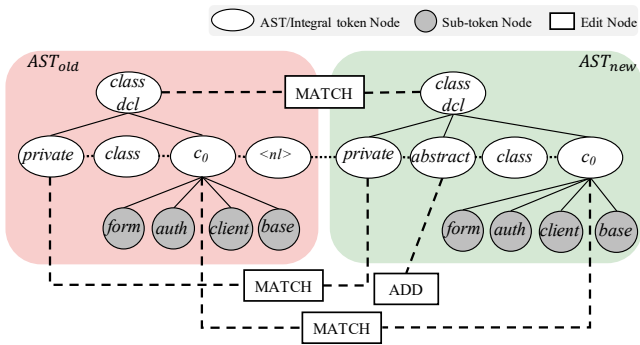 AST/Integral token Node
Sub-token Node
Edit Node
AST_old
AST_new
class
dcl
MATCH
class
dcl
private
class
c_0
<nl>
private
abstract
class
c_0
form
auth
client
base
form
auth
client
base
MATCH
ADD
MATCH